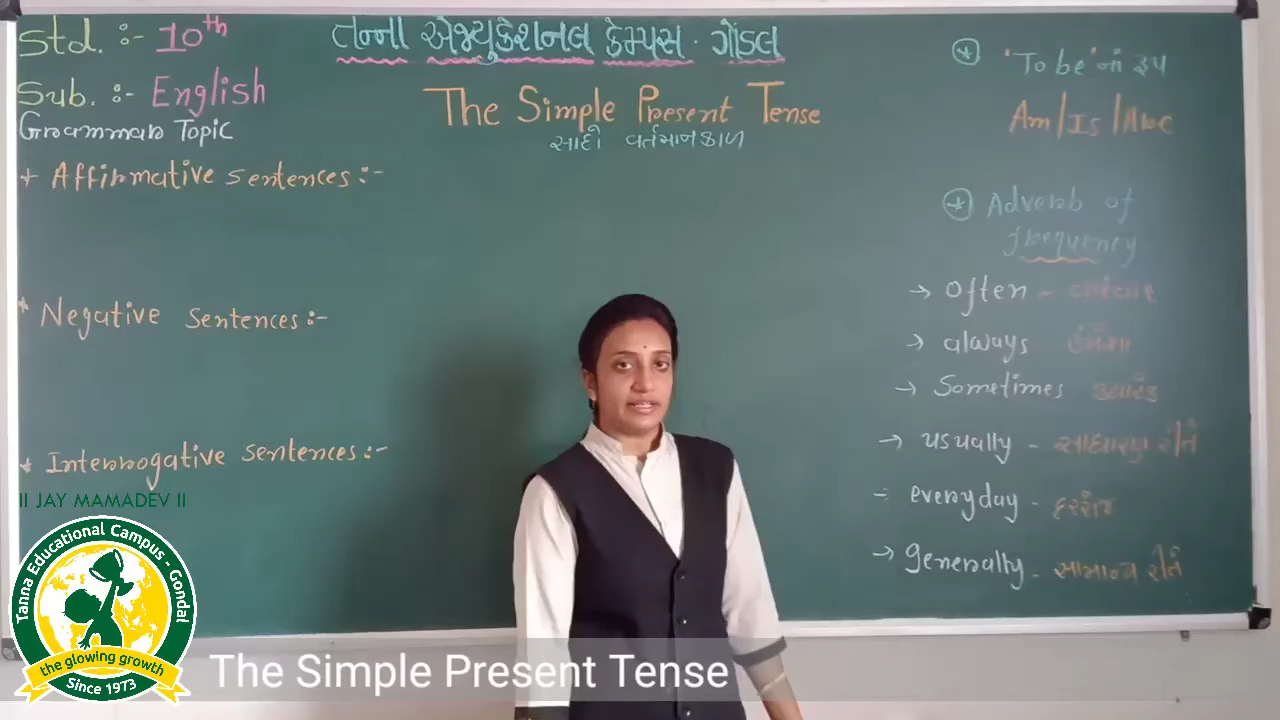 Std. :- 10th
Sub. :- English
Grammar Topic
તન્ના એજ્યુકેશનલ કેમ્પસ - ગોંડલ
The Simple Present Tense
સાદો વર્તમાનકાળ
* Affirmative sentences :-
* Negative sentences :-
* Interrogative sentences :-
* 'To be' નાં રૂપ
Am / Is / Are
* Adverb of
frequency
→ often -
→ always હંમેશા
→ Sometimes ક્યારેક
→ usually - સાધારણ રીતે
- everyday - દરરોજ
→ generally - સામાન્ય રીતે
II JAY MAMADEV II
Tanna Educational Campus - Gondal
the glowing growth
Since 1973
The Simple Present Tense